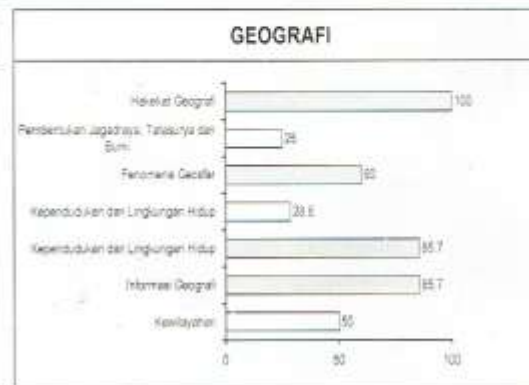 GEOGRAFI
Hakekat Geografi
100
Pembentukan Jagadraya, Tatasurya dan
Bumi
25
Fenomena Geosfer
60
Kependudukan dan Lingkungan Hidup
28.5
Kependudukan dan Lingkungan Hidup
85.7
Informasi Geografi
85.7
Kewilayahan
50
0
50
100